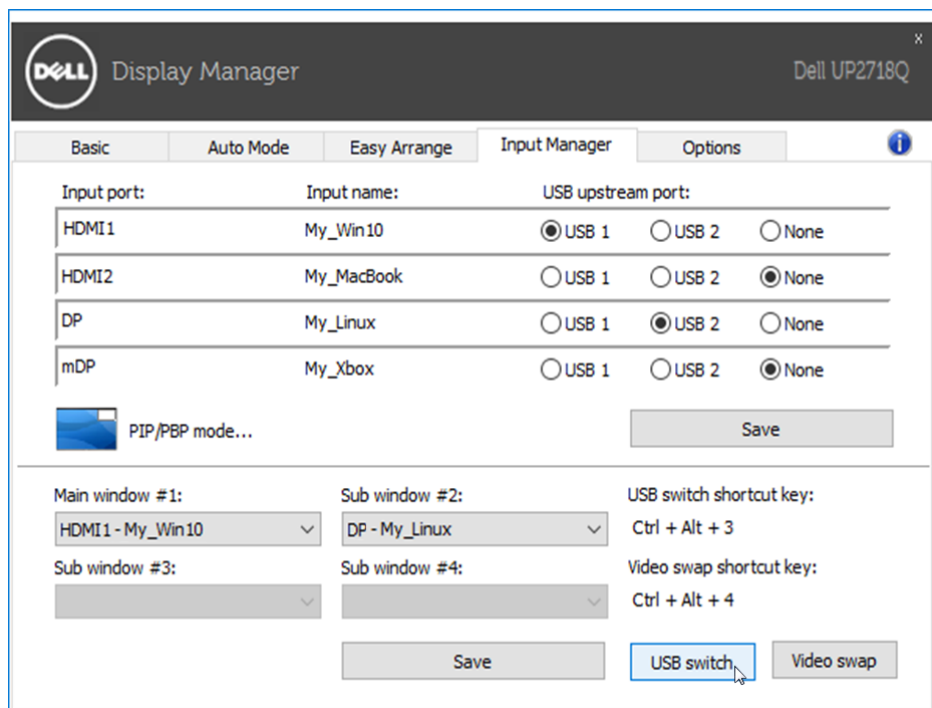 x
DELL Display Manager Dell UP2718Q
Basic Auto Mode Easy Arrange Input Manager Options i
Input port: Input name: USB upstream port:
HDMI1 My_Win10 USB 1 USB 2 None
HDMI2 My_MacBook USB 1 USB 2 None
DP My_Linux USB 1 USB 2 None
mDP My_Xbox USB 1 USB 2 None
PIP/PBP mode... Save
Main window #1: Sub window #2: USB switch shortcut key:
HDMI1 - My_Win10 DP - My_Linux Ctrl + Alt + 3
Sub window #3: Sub window #4: Video swap shortcut key:
Ctrl + Alt + 4
Save USB switch Video swap